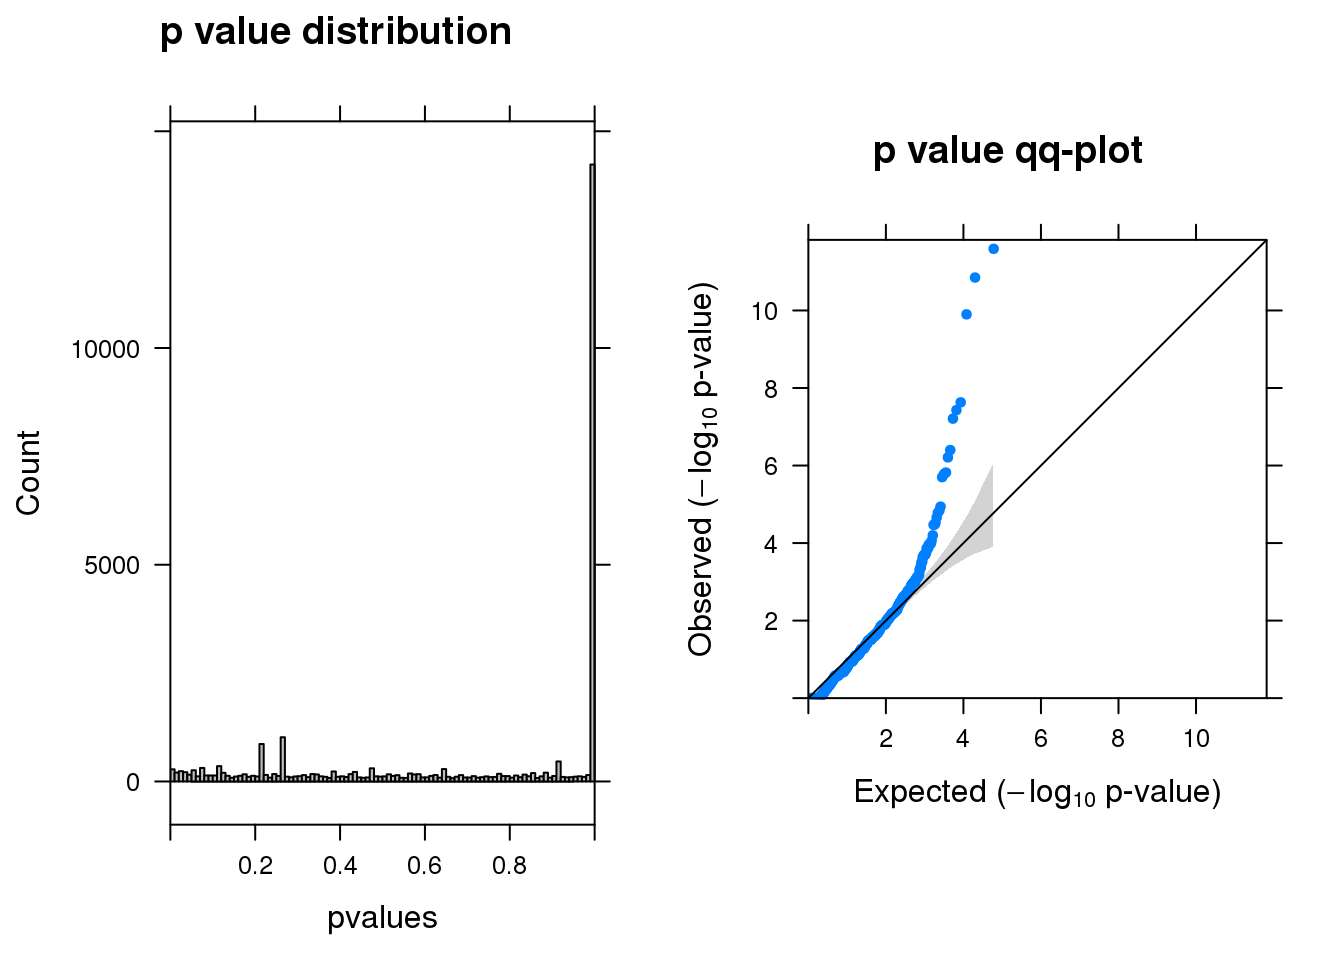 p value distribution
10000
5000
0
Count
0.2 0.4 0.6 0.8
pvalues
p value qq-plot
10
8
6
4
2
Observed (−log10 p-value)
2 4 6 8 10
Expected (−log10 p-value)